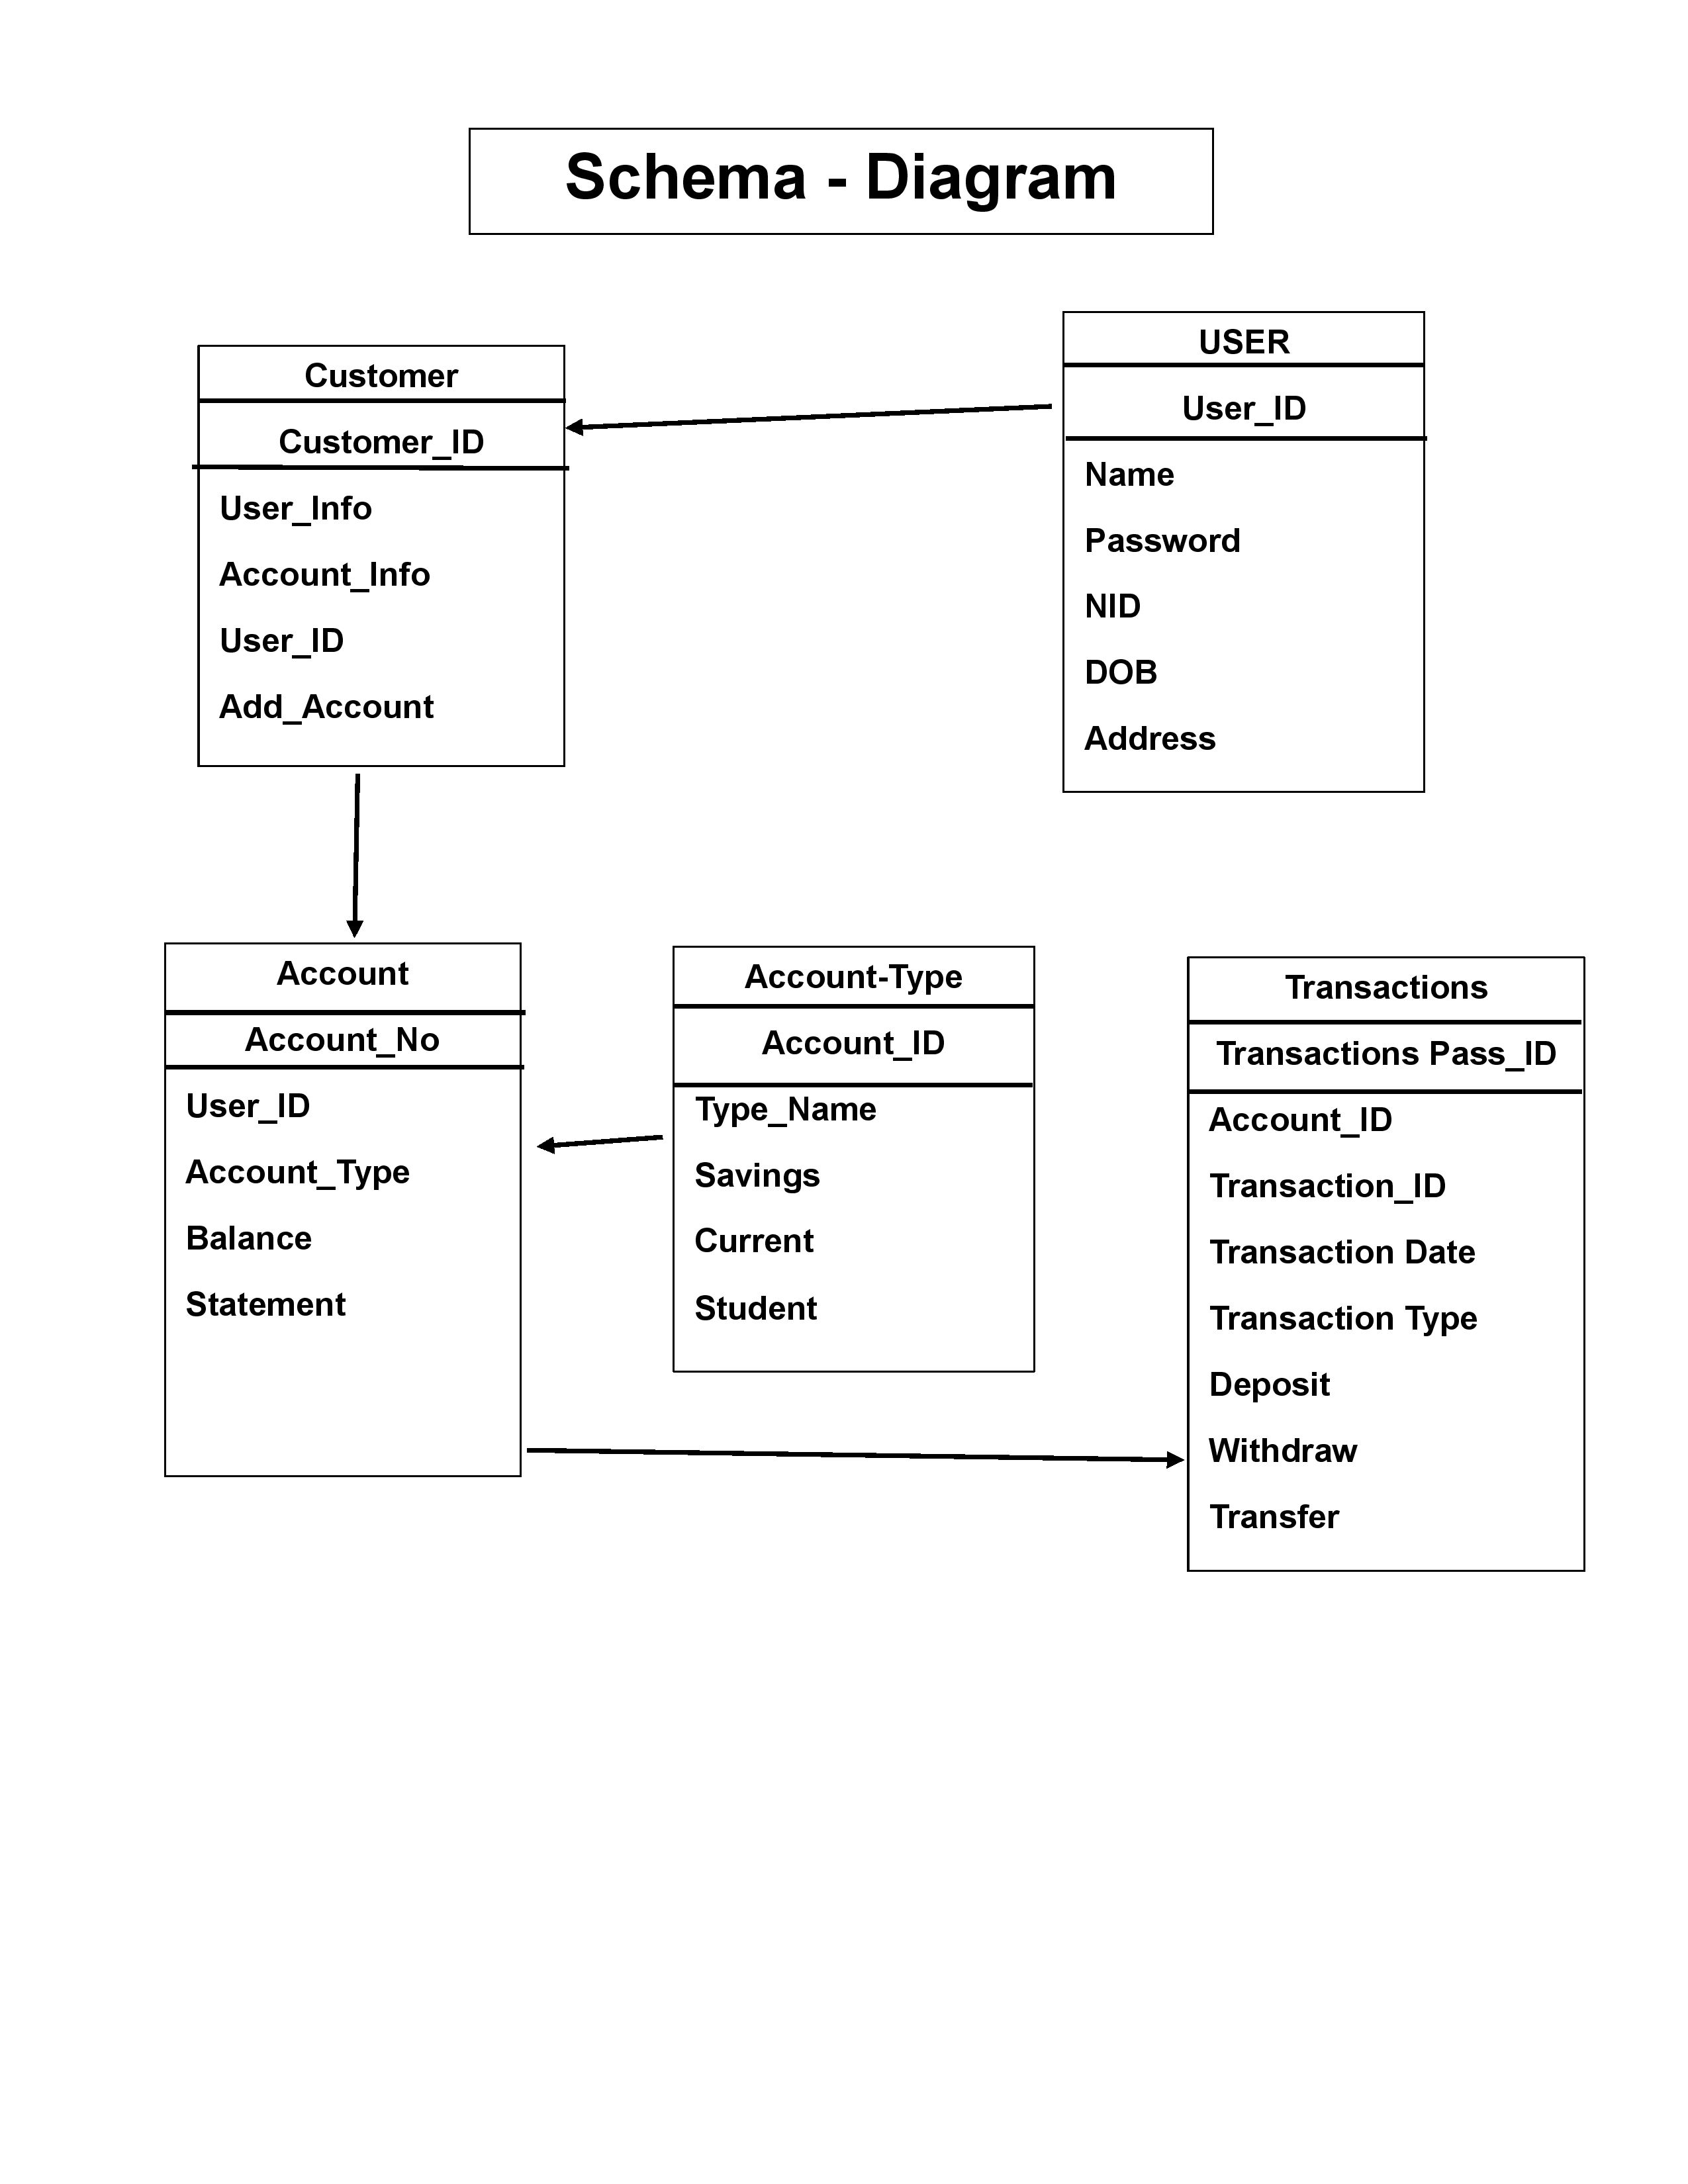 Schema - Diagram
Customer
Customer_ID
User_Info
Account_Info
User_ID
Add_Account
USER
User_ID
Name
Password
NID
DOB
Address
Account
Account_No
User_ID
Account_Type
Balance
Statement
Account-Type
Account_ID
Type_Name
Savings
Current
Student
Transactions
Transactions Pass_ID
Account_ID
Transaction_ID
Transaction Date
Transaction Type
Deposit
Withdraw
Transfer